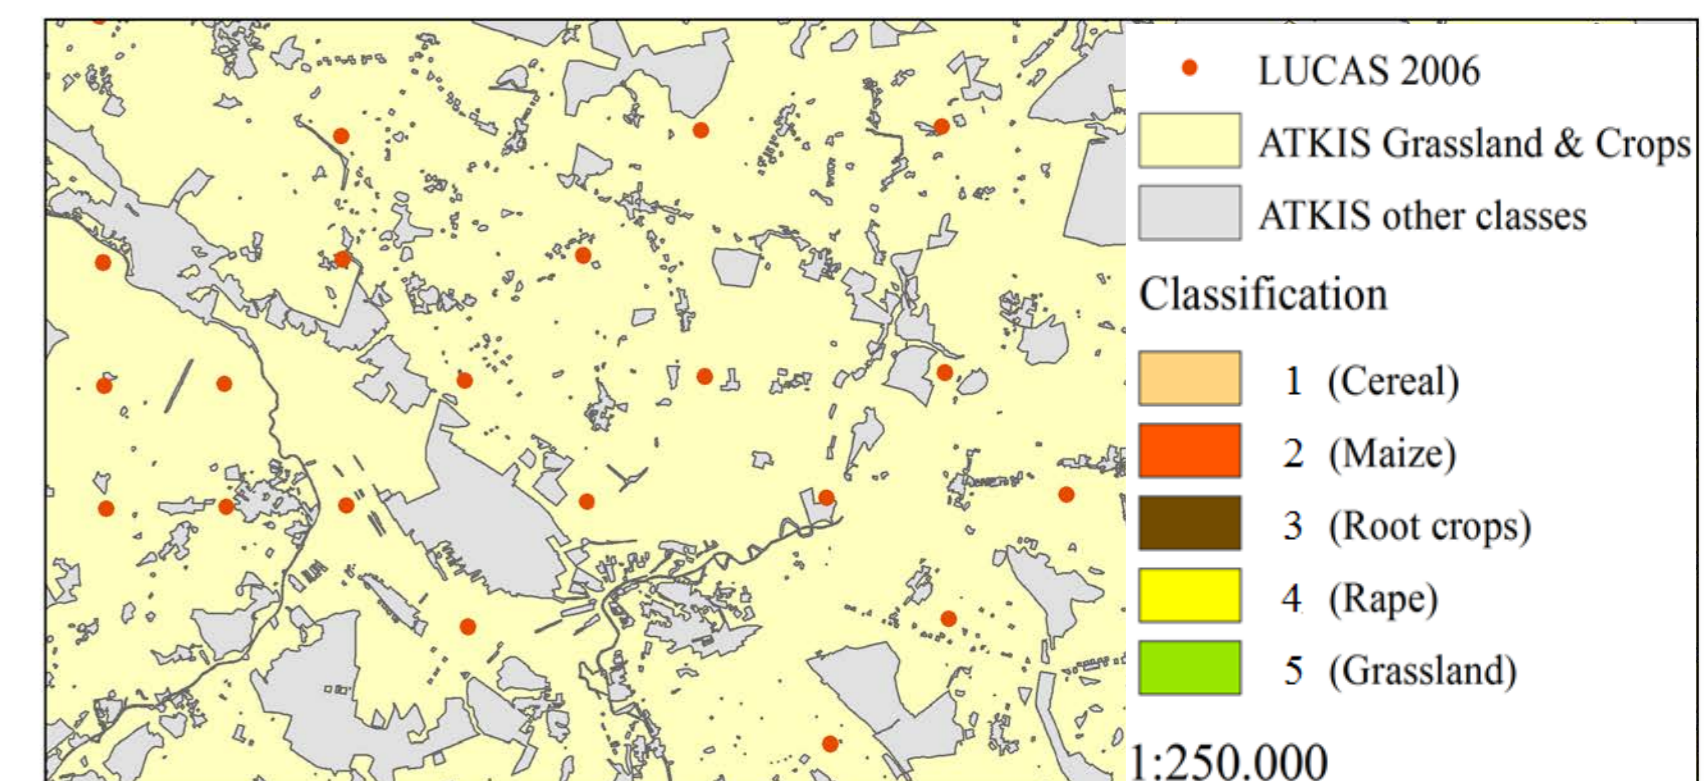 LUCAS 2006
ATKIS Grassland & Crops
ATKIS other classes
Classification
1 (Cereal)
2 (Maize)
3 (Root crops)
4 (Rape)
5 (Grassland)
1:250.000